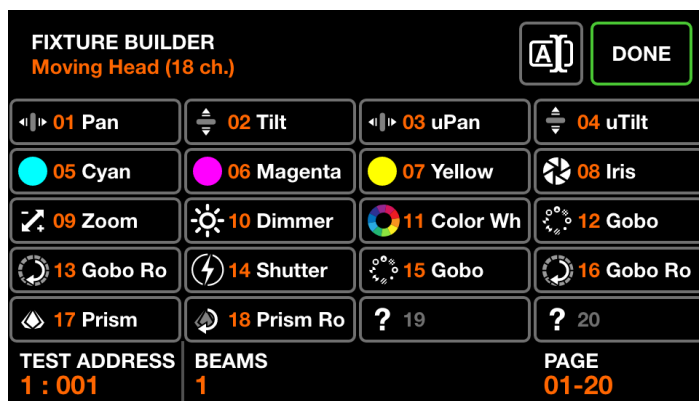 FIXTURE BUILDER
Moving Head (18 ch.)
A
DONE
01 Pan
02 Tilt
03 uPan
04 uTilt
05 Cyan
06 Magenta
07 Yellow
08 Iris
09 Zoom
10 Dimmer
11 Color Wh
12 Gobo
13 Gobo Ro
14 Shutter
15 Gobo
16 Gobo Ro
17 Prism
18 Prism Ro
? 19
? 20
TEST ADDRESS
1 : 001
BEAMS
1
PAGE
01-20